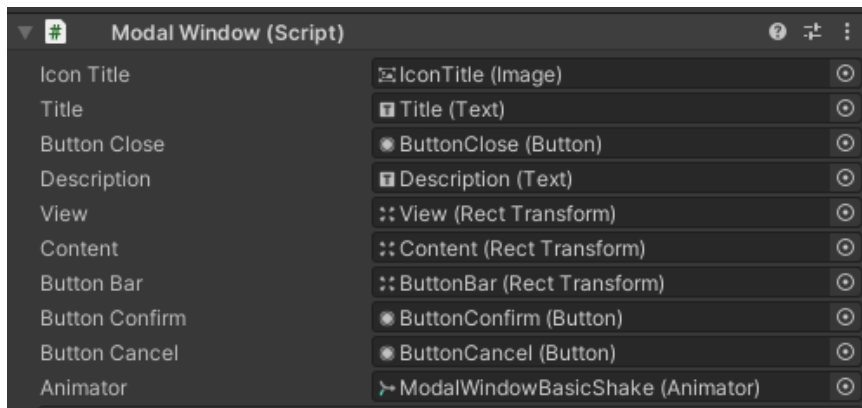 Modal Window (Script)
Icon Title IconTitle (Image)
Title Title (Text)
Button Close ButtonClose (Button)
Description Description (Text)
View View (Rect Transform)
Content Content (Rect Transform)
Button Bar ButtonBar (Rect Transform)
Button Confirm ButtonConfirm (Button)
Button Cancel ButtonCancel (Button)
Animator ModalWindowBasicShake (Animator)